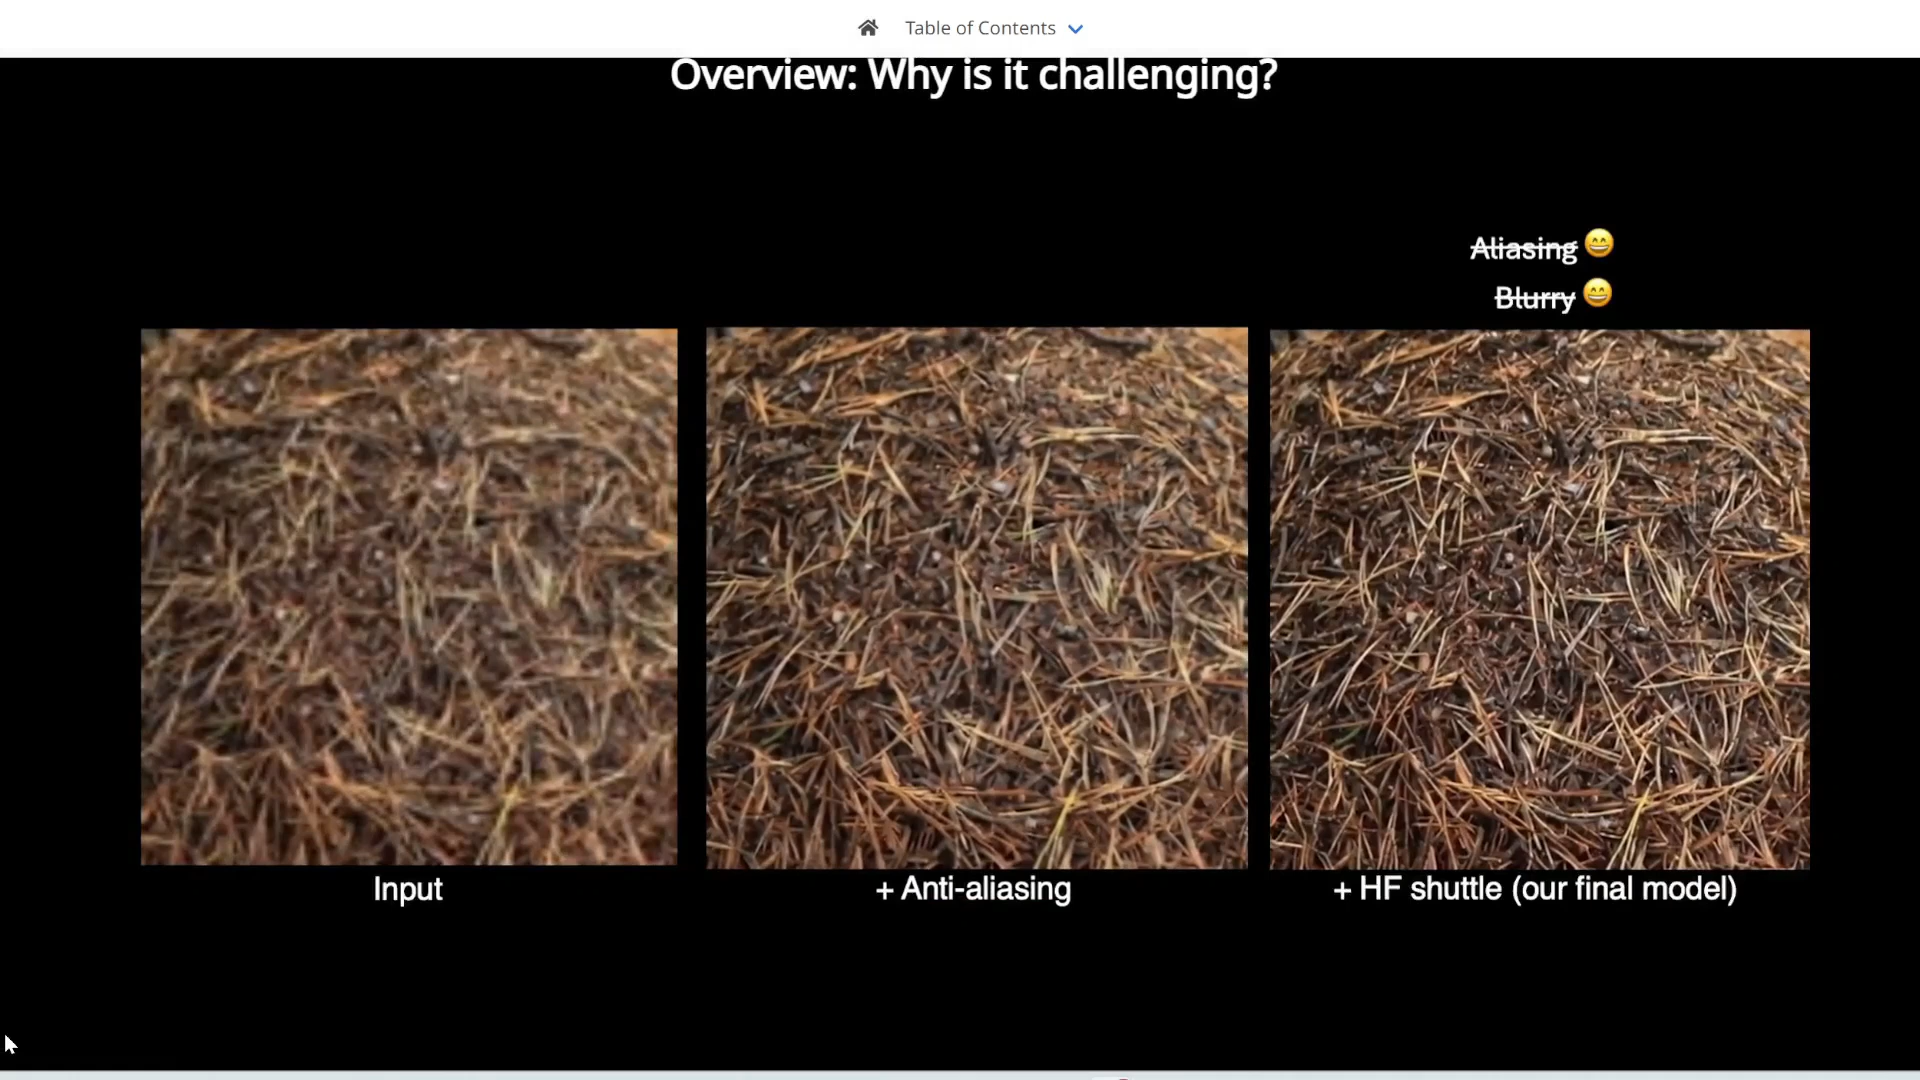 Table of Contents
Overview: Why is it challenging?
Aliasing 😄
Blurry 😄
Input
+ Anti-aliasing
+ HF shuttle (our final model)